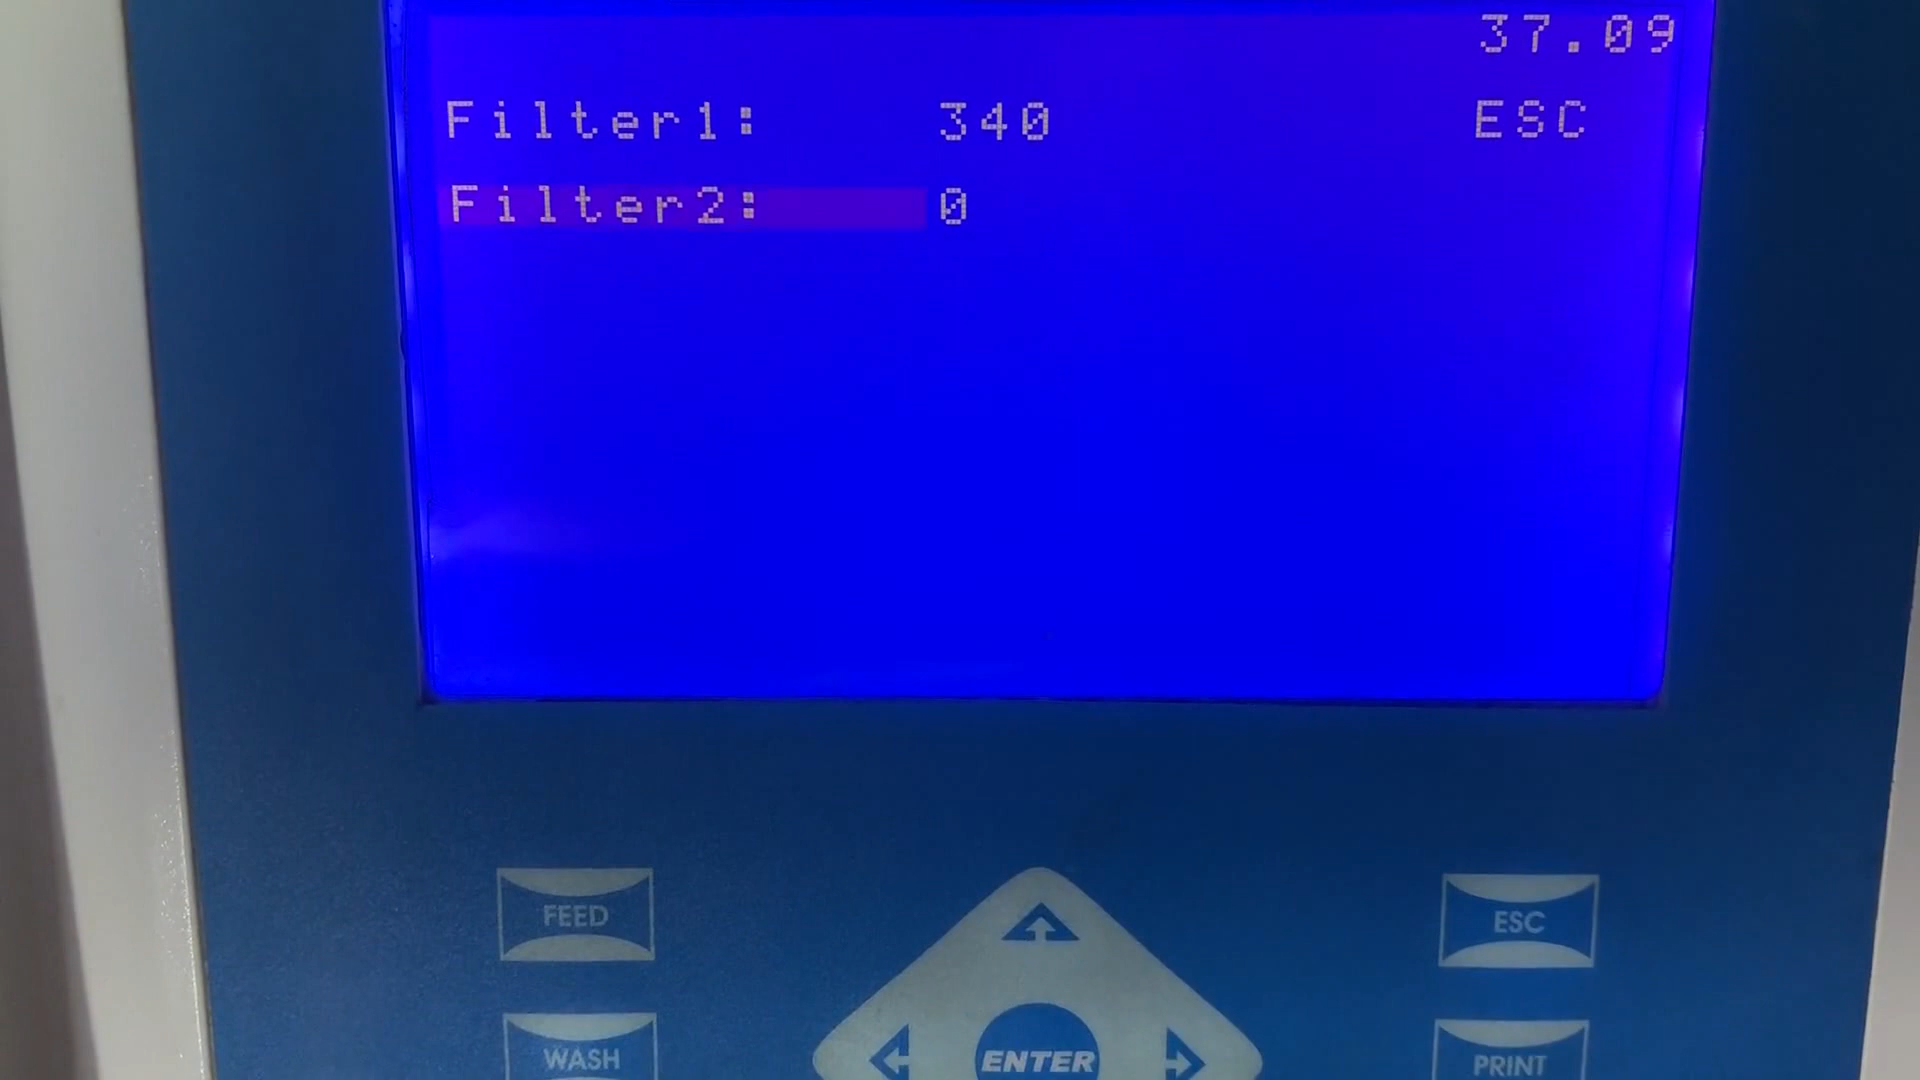 37.09
Filter1: 340 ESC
Filter2: 0
FEED ESC
WASH ENTER PRINT